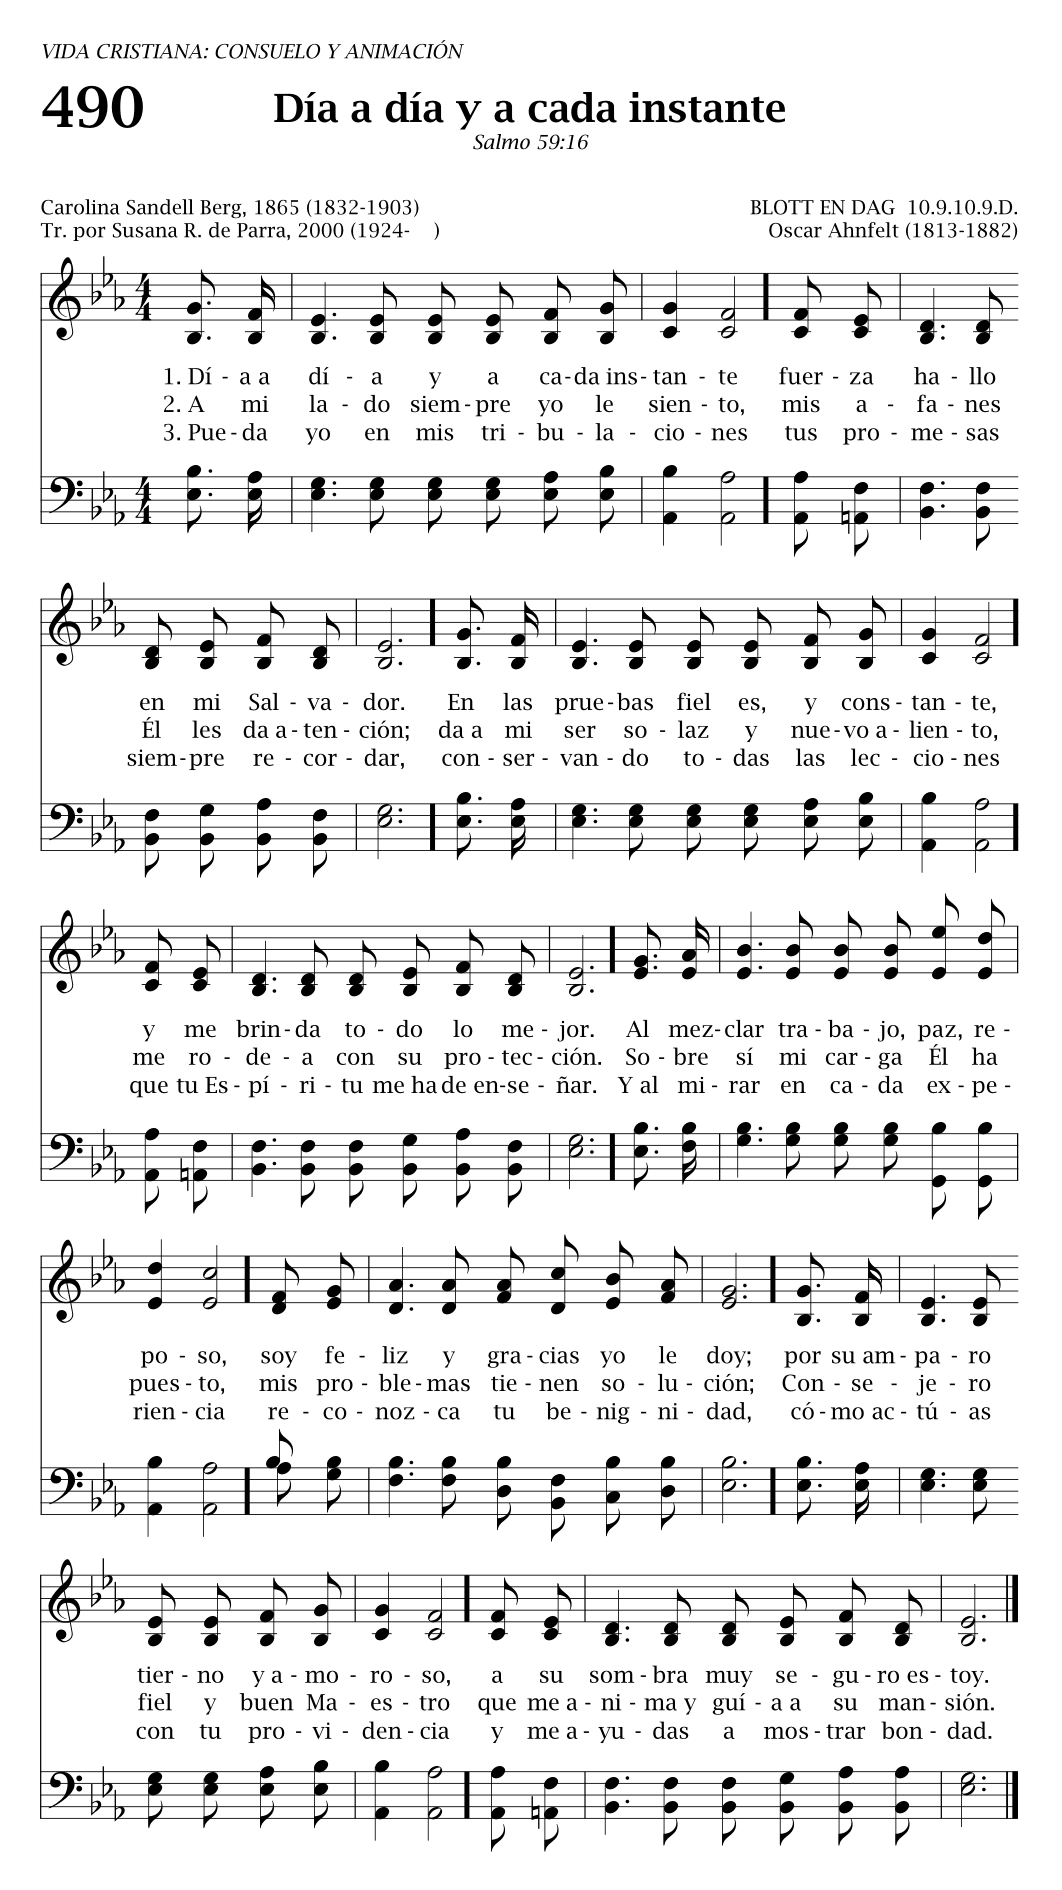 VIDA CRISTIANA: CONSUELO Y ANIMACIÓN
490 Día a día y a cada instante
Salmo 59:16
Carolina Sandell Berg, 1865 (1832-1903) BLOTT EN DAG 10.9.10.9.D.
Tr. por Susana R. de Parra, 2000 (1924- ) Oscar Ahnfelt (1813-1882)
1. Dí - a a dí - a y a ca - da ins - tan - te fuer - za ha - llo
2. A mi la - do siem - pre yo le sien - to, mis a - fa - nes
3. Pue - da yo en mis tri - bu - la - cio - nes tus pro - me - sas
en mi Sal - va - dor. En las prue - bas fiel es, y cons - tan - te,
Él les da a - ten - ción; da a mi ser so - laz y nue - vo a - lien - to,
siem - pre re - cor - dar, con - ser - van - do to - das las lec - cio - nes
y me brin - da to - do lo me - jor. Al mez - clar tra - ba - jo, paz, re -
me ro - de - a con su pro - tec - ción. So - bre sí mi car - ga Él ha
que tu Es - pí - ri - tu me ha de en - se - ñar. Y al mi - rar en ca - da ex - pe -
po - so, soy fe - liz y gra - cias yo le doy; por su am - pa - ro
pues - to, mis pro - ble - mas tie - nen so - lu - ción; Con - se - je - ro
rien - cia re - co - noz - ca tu be - nig - ni - dad, có - mo ac - tú - as
tier - no y a - mo - ro - so, a su som - bra muy se - gu - ro es - toy.
fiel y buen Ma - es - tro que me a - ni - ma y guí - a a su man - sión.
con tu pro - vi - den - cia y me a - yu - das a mos - trar bon - dad.